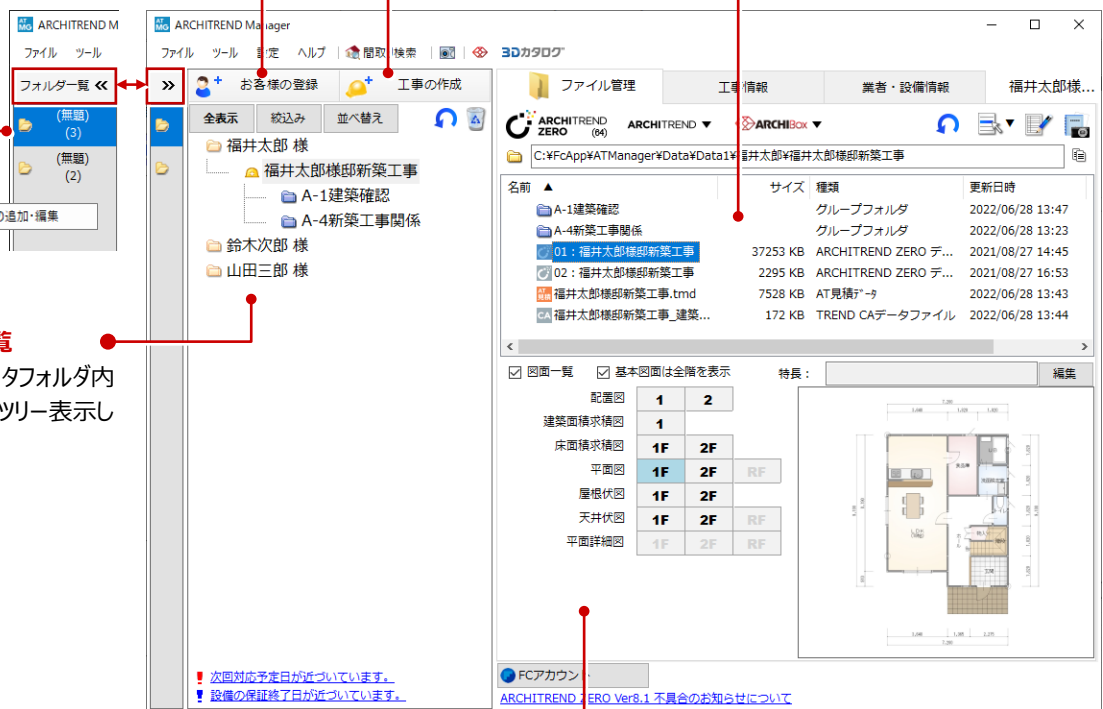 ARCHITREND M
ファイル ツール
フォルダ一覧 «
(無題)
(3)
(無題)
(2)
の追加・編集
覧
タフォルダ内
ツリー表示し
ARCHITREND Manager
ファイル ツール 設定 ヘルプ 間取り検索 3Dカタログ
»
お客様の登録 工事の作成
全表示 絞込み 並べ替え
福井太郎 様
福井太郎様邸新築工事
A-1建築確認
A-4新築工事関係
鈴木次郎 様
山田三郎 様
次回対応予定日が近づいています。
設備の保証終了日が近づいています。
ファイル管理 工事情報 業者・設備情報 福井太郎様...
ARCHITREND ZERO (64) ARCHITREND ▼ ARCHIBox ▼
C:¥FcApp¥ATManager¥Data¥Data1¥福井太郎¥福井太郎様邸新築工事
名前 ▲ サイズ 種類 更新日時
A-1建築確認 グループフォルダ 2022/06/28 13:47
A-4新築工事関係 グループフォルダ 2022/06/28 13:23
01：福井太郎様邸新築工事 37253 KB ARCHITREND ZERO デ... 2021/08/27 14:45
02：福井太郎様邸新築工事 2295 KB ARCHITREND ZERO デ... 2021/08/27 16:53
福井太郎様邸新築工事.tmd 7528 KB AT見積ﾃﾞｰﾀ 2022/06/28 13:43
福井太郎様邸新築工事_建築... 172 KB TREND CAデータファイル 2022/06/28 13:44
図面一覧 基本図面は全階を表示 特長： 編集
配置図 1 2
建築面積求積図 1
床面積求積図 1F 2F
平面図 1F 2F RF
屋根伏図 1F 2F
天井伏図 1F 2F RF
平面詳細図 1F 2F RF
FCアカウント
ARCHITREND ZERO Ver8.1 不具合のお知らせについて